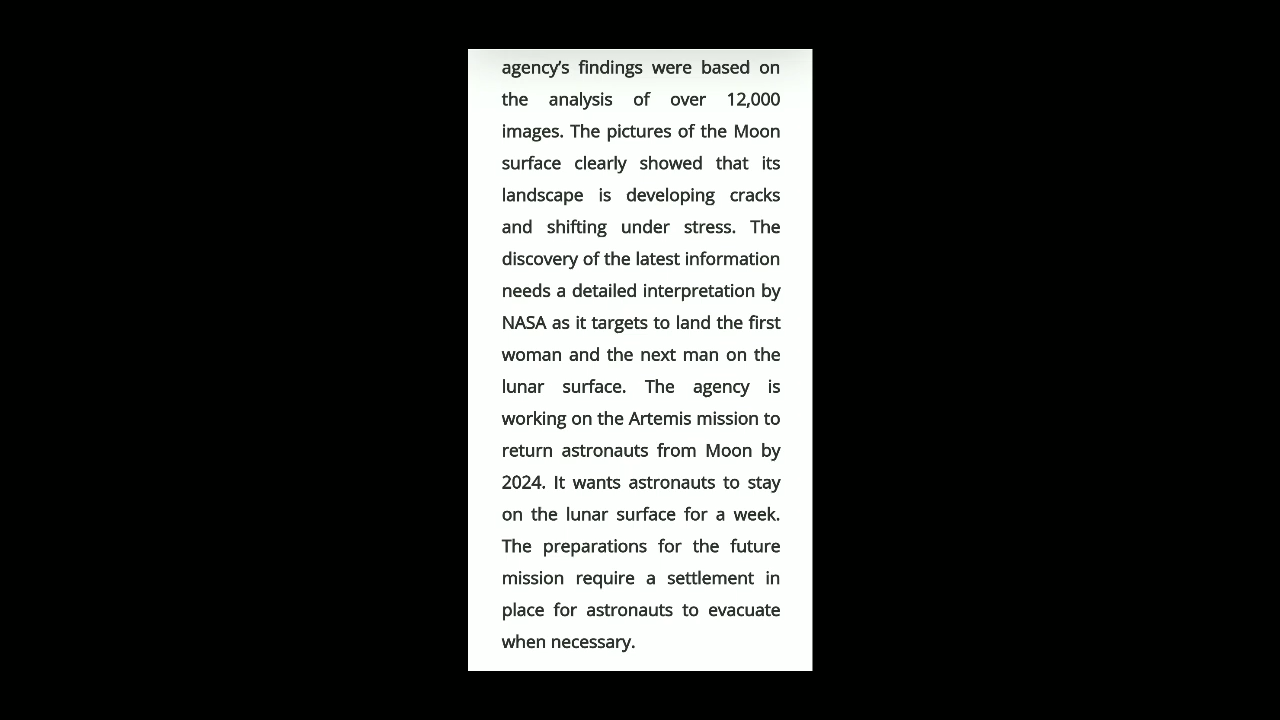 agency’s findings were based on
the analysis of over 12,000
images. The pictures of the Moon
surface clearly showed that its
landscape is developing cracks
and shifting under stress. The
discovery of the latest information
needs a detailed interpretation by
NASA as it targets to land the first
woman and the next man on the
lunar surface. The agency is
working on the Artemis mission to
return astronauts from Moon by
2024. It wants astronauts to stay
on the lunar surface for a week.
The preparations for the future
mission require a settlement in
place for astronauts to evacuate
when necessary.